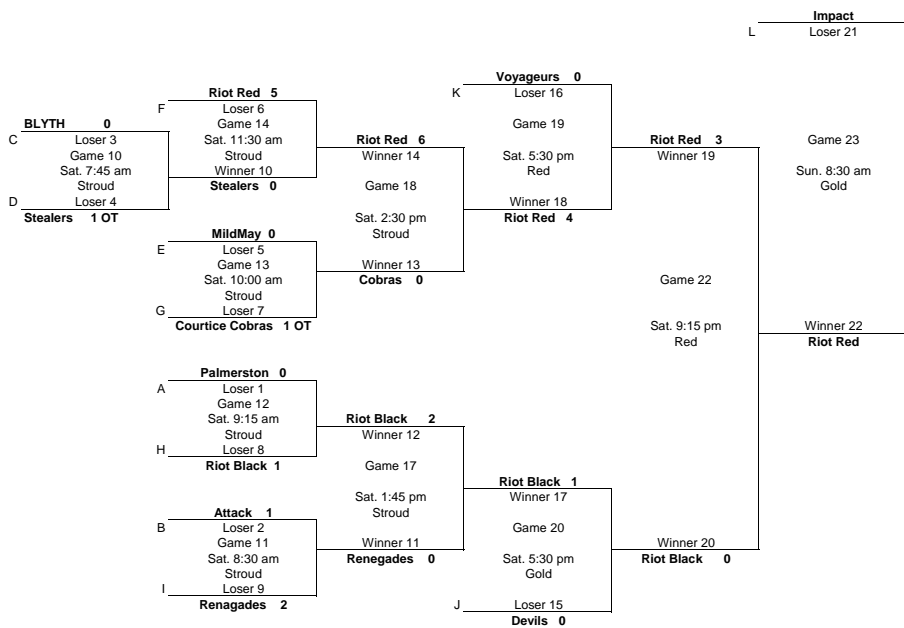 Impact
L Loser 21
Voyageurs 0
K Loser 16
Game 19
Sat. 5:30 pm
Red
Winner 18
Riot Red 4
Riot Red 5
F Loser 6
Game 14
Sat. 11:30 am
Stroud
Winner 10
Stealers 0
BLYTH 0
C Loser 3
Game 10
Sat. 7:45 am
Stroud
D Loser 4
Stealers 1 OT
Riot Red 6
Winner 14
Game 18
Sat. 2:30 pm
Stroud
Winner 13
Cobras 0
MildMay 0
E Loser 5
Game 13
Sat. 10:00 am
Stroud
G Loser 7
Courtice Cobras 1 OT
Riot Red 3
Winner 19
Game 22
Sat. 9:15 pm
Red
Winner 20
Riot Black 0
Game 23
Sun. 8:30 am
Gold
Winner 22
Riot Red
Palmerston 0
A Loser 1
Game 12
Sat. 9:15 am
Stroud
H Loser 8
Riot Black 1
Riot Black 2
Winner 12
Game 17
Sat. 1:45 pm
Stroud
Winner 11
Renegades 0
Attack 1
B Loser 2
Game 11
Sat. 8:30 am
Stroud
I Loser 9
Renagades 2
Riot Black 1
Winner 17
Game 20
Sat. 5:30 pm
Gold
J Loser 15
Devils 0